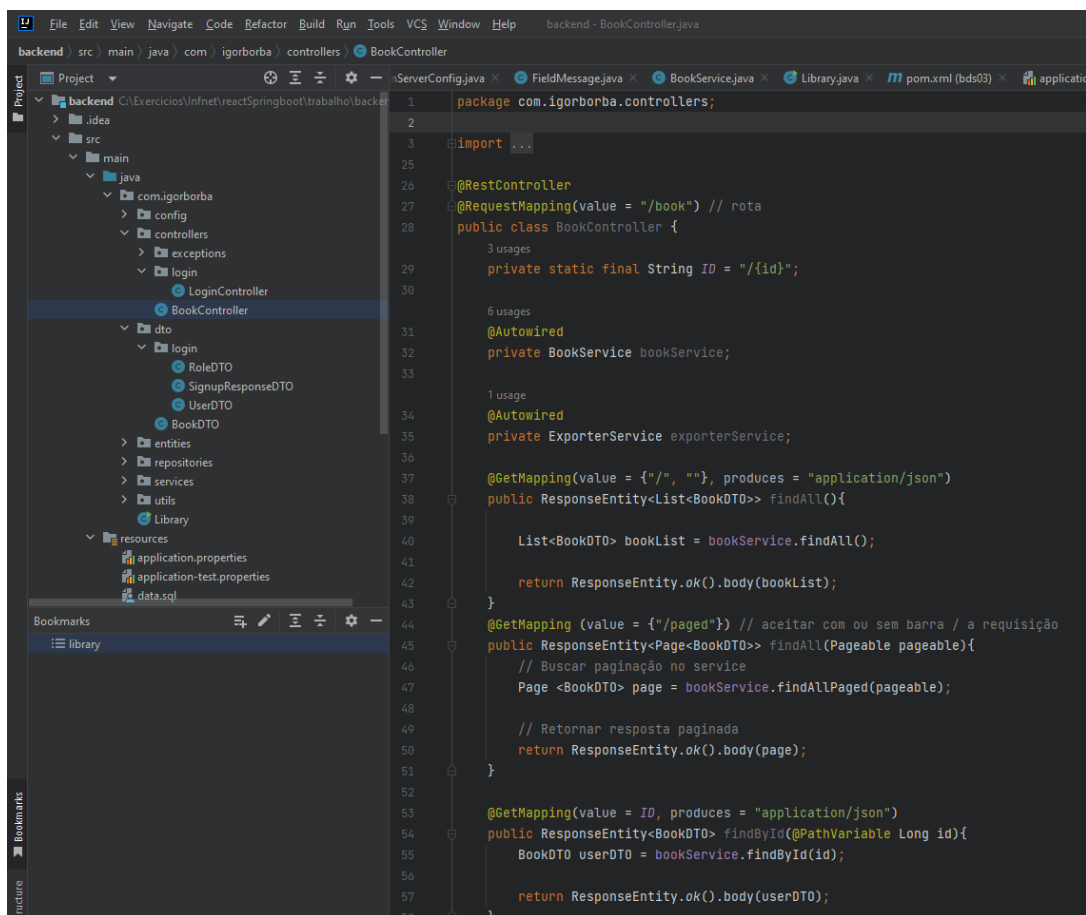 File Edit View Navigate Code Refactor Build Run Tools VCS Window Help backend - BookController.java
backend src main java com igorborba controllers BookController
Project
nServerConfig.java FieldMessage.java BookService.java Library.java pom.xml (bds03) applicatio
Project
backend C:\Exercicios\Infnet\reactSpringboot\trabalho\backer
.idea
src
main
java
com.igorborba
config
controllers
exceptions
login
LoginController
BookController
dto
login
RoleDTO
SignupResponseDTO
UserDTO
BookDTO
entities
repositories
services
utils
Library
resources
application.properties
application-test.properties
data.sql
Bookmarks
library
Bookmarks
ructure
1 package com.igorborba.controllers;
2
3 import ...
25
26 @RestController
27 @RequestMapping(value = "/book") // rota
28 public class BookController {
3 usages
29 private static final String ID = "/{id}";
30
6 usages
31 @Autowired
32 private BookService bookService;
33
1 usage
34 @Autowired
35 private ExporterService exporterService;
36
37 @GetMapping(value = {"/", ""}, produces = "application/json")
38 public ResponseEntity<List<BookDTO>> findAll(){
39
40 List<BookDTO> bookList = bookService.findAll();
41
42 return ResponseEntity.ok().body(bookList);
43 }
44 @GetMapping (value = {"/paged"}) // aceitar com ou sem barra / a requisição
45 public ResponseEntity<Page<BookDTO>> findAll(Pageable pageable){
46 // Buscar paginação no service
47 Page <BookDTO> page = bookService.findAllPaged(pageable);
48
49 // Retornar resposta paginada
50 return ResponseEntity.ok().body(page);
51 }
52
53 @GetMapping(value = ID, produces = "application/json")
54 public ResponseEntity<BookDTO> findById(@PathVariable Long id){
55 BookDTO userDTO = bookService.findById(id);
56
57 return ResponseEntity.ok().body(userDTO);